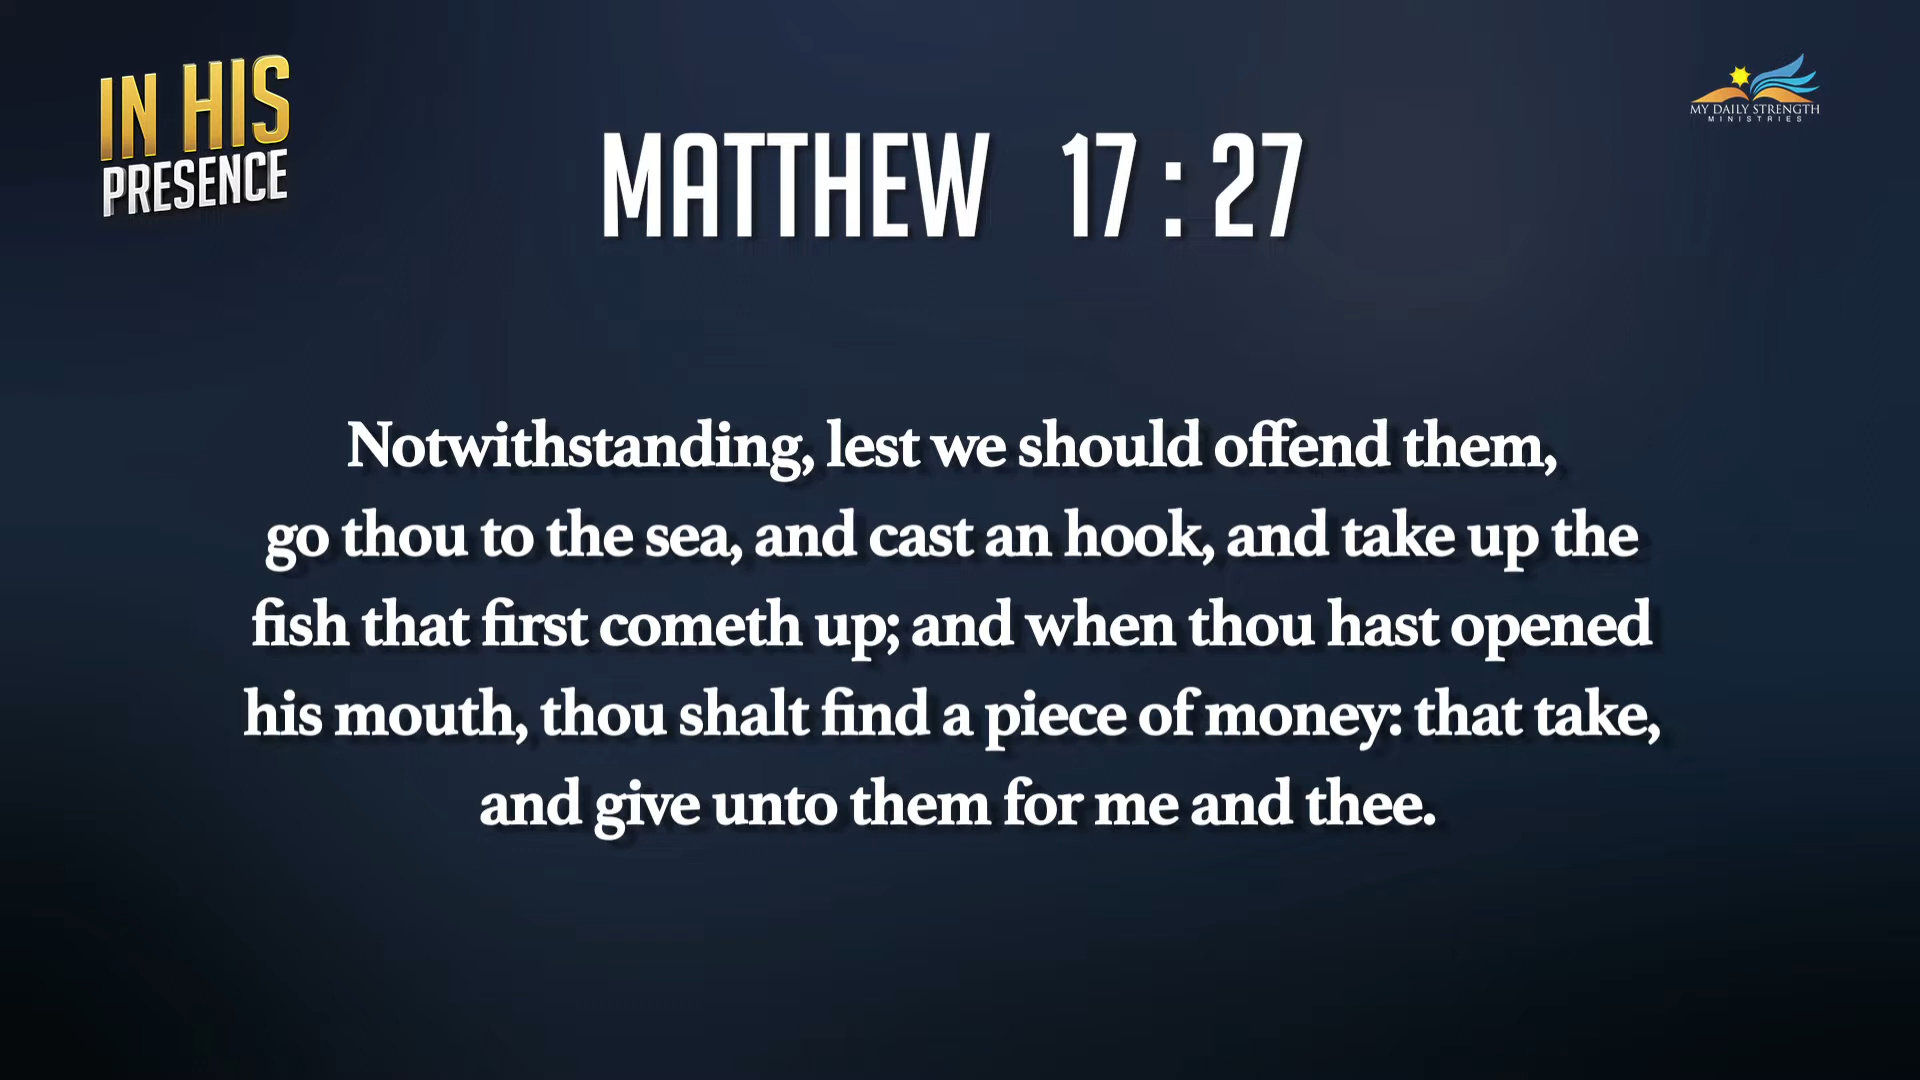 IN HIS
PRESENCE
MY DAILY STRENGTH
MINISTRIES
MATTHEW 17 : 27
Notwithstanding, lest we should offend them,
go thou to the sea, and cast an hook, and take up the
fish that first cometh up; and when thou hast opened
his mouth, thou shalt find a piece of money: that take,
and give unto them for me and thee.